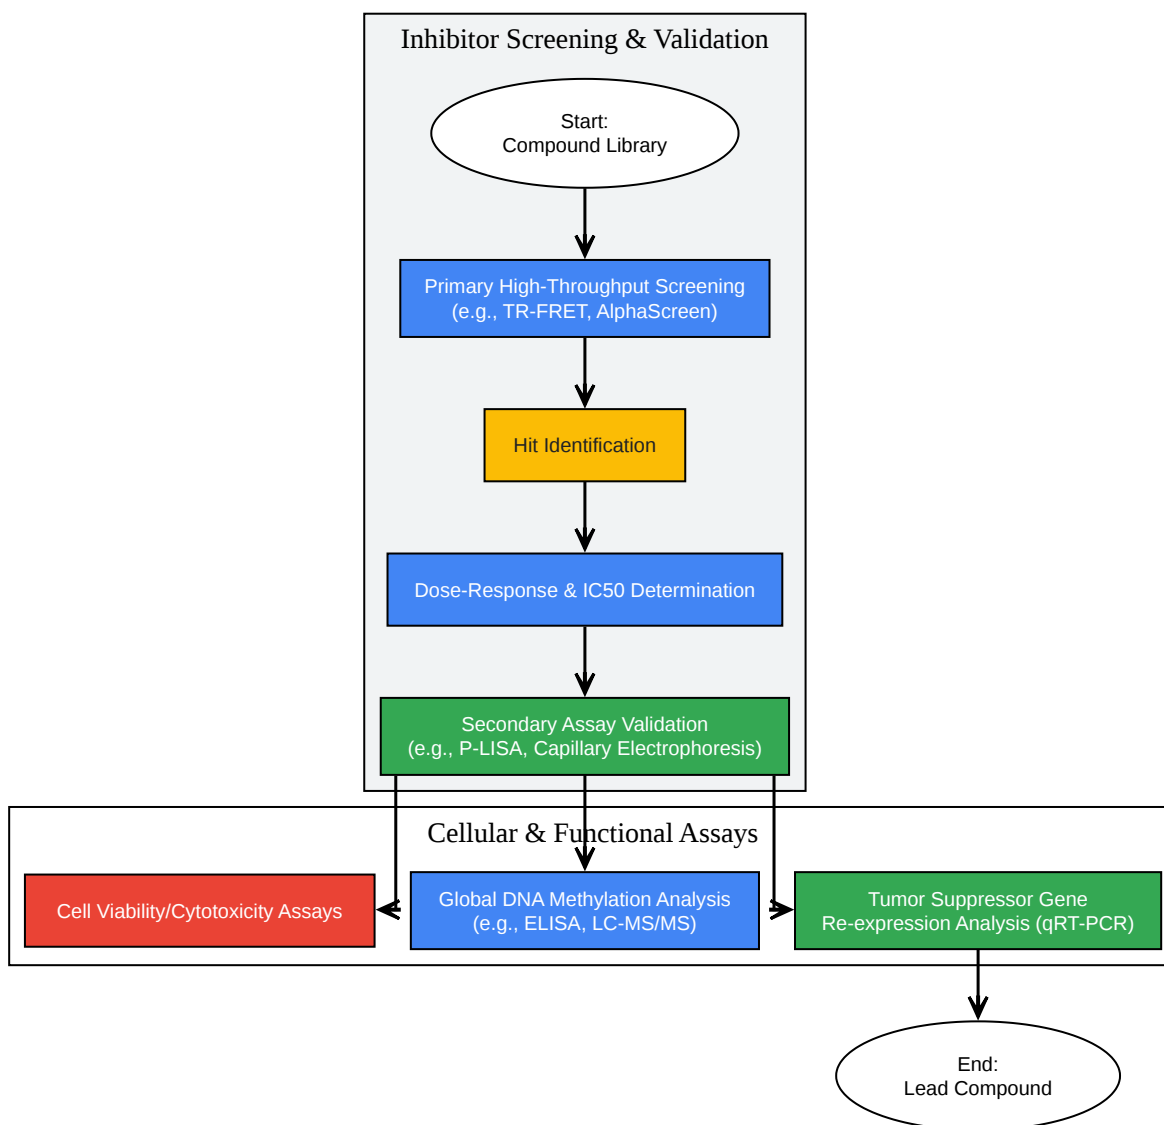 Inhibitor Screening & Validation
Start:
Compound Library
Primary High-Throughput Screening
(e.g., TR-FRET, AlphaScreen)
Hit Identification
Dose-Response & IC50 Determination
Secondary Assay Validation
(e.g., P-LISA, Capillary Electrophoresis)
Cellular & Functional Assays
Cell Viability/Cytotoxicity Assays
Global DNA Methylation Analysis
(e.g., ELISA, LC-MS/MS)
Tumor Suppressor Gene
Re-expression Analysis (qRT-PCR)
End:
Lead Compound